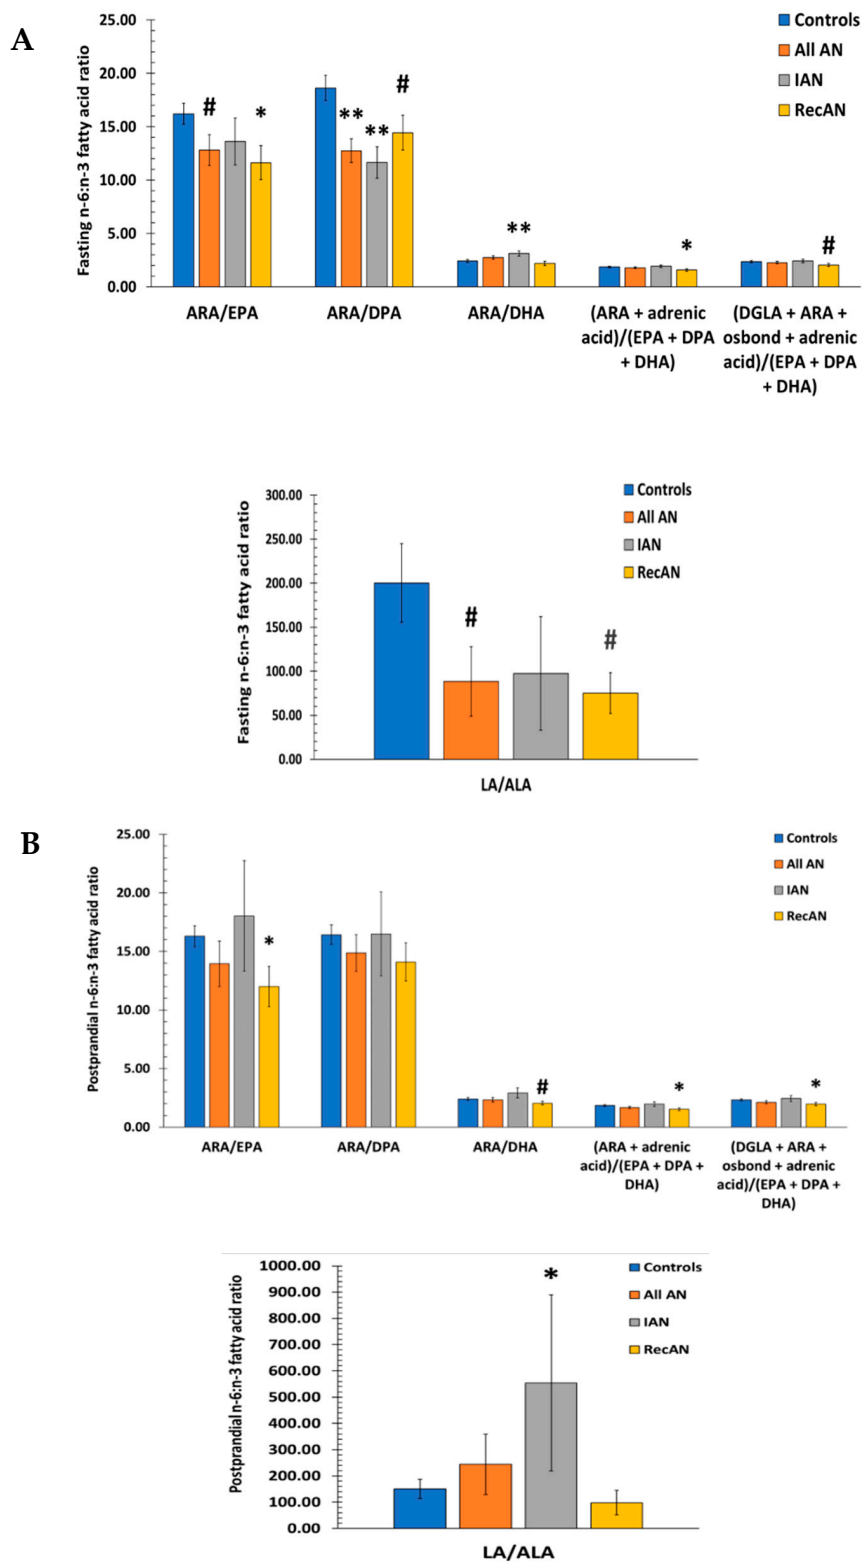 A
Fasting n-6:n-3 fatty acid ratio
25.00
20.00
15.00
10.00
5.00
0.00
Controls
All AN
IAN
RecAN
#
*
**
**
#
**
*
#
ARA/EPA
ARA/DPA
ARA/DHA
(ARA + adrenic
acid)/(EPA + DPA
+ DHA)
(DGLA + ARA +
osbond + adrenic
acid)/(EPA + DPA
+ DHA)
Fasting n-6:n-3 fatty acid ratio
300.00
250.00
200.00
150.00
100.00
50.00
0.00
Controls
All AN
IAN
RecAN
#
#
LA/ALA
B
Postprandial n-6:n-3 fatty acid ratio
25.00
20.00
15.00
10.00
5.00
0.00
Controls
All AN
IAN
RecAN
*
#
*
*
ARA/EPA
ARA/DPA
ARA/DHA
(ARA + adrenic
acid)/(EPA + DPA +
DHA)
(DGLA + ARA +
osbond + adrenic
acid)/(EPA + DPA +
DHA)
Postprandial n-6:n-3 fatty acid ratio
1000.00
900.00
800.00
700.00
600.00
500.00
400.00
300.00
200.00
100.00
0.00
Controls
All AN
IAN
RecAN
*
LA/ALA